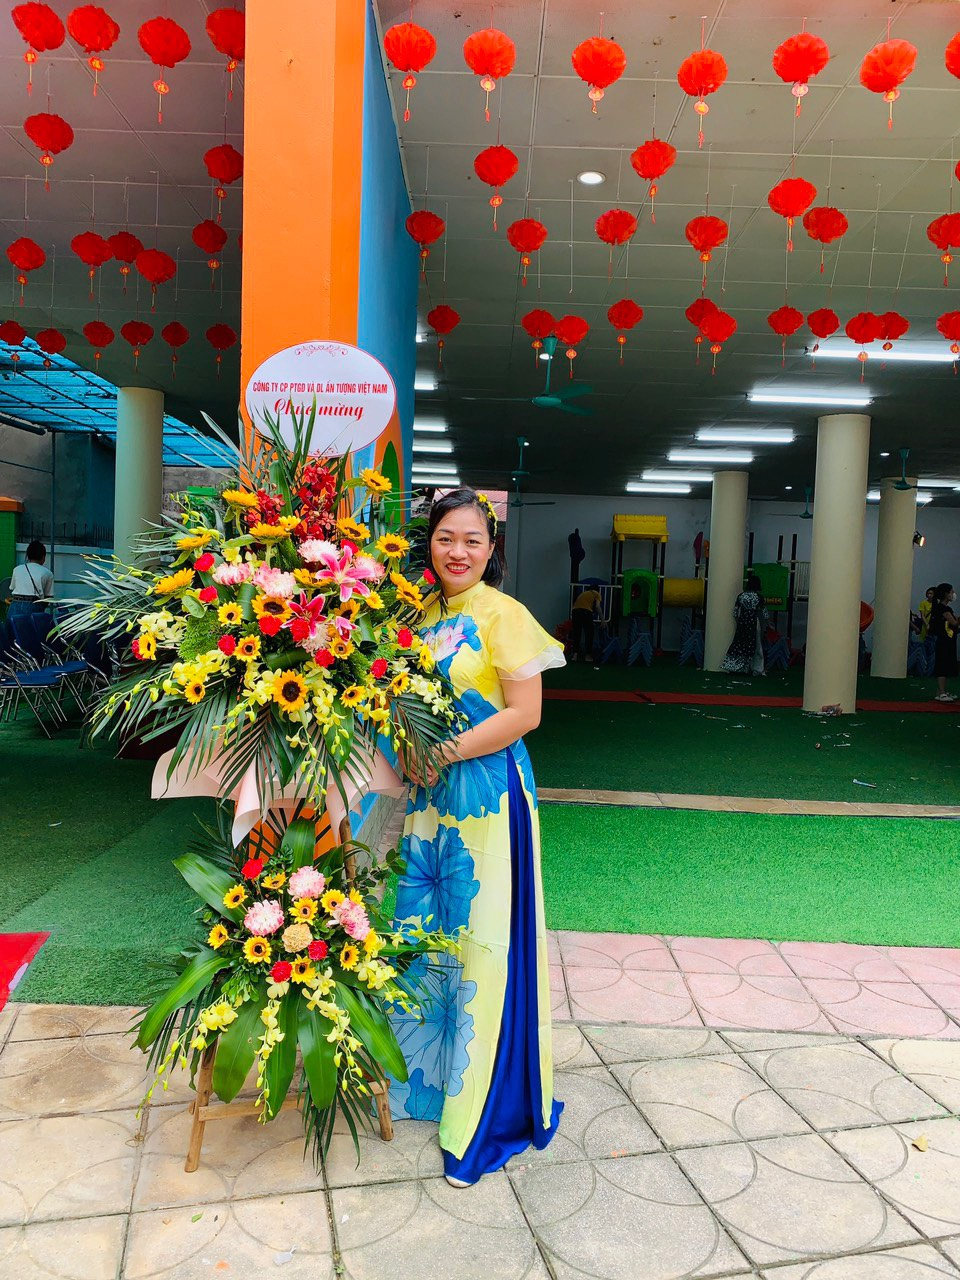 CÔNG TY CP PTGD VÀ DL ẤN TƯỢNG VIỆT NAM
Chúc mừng